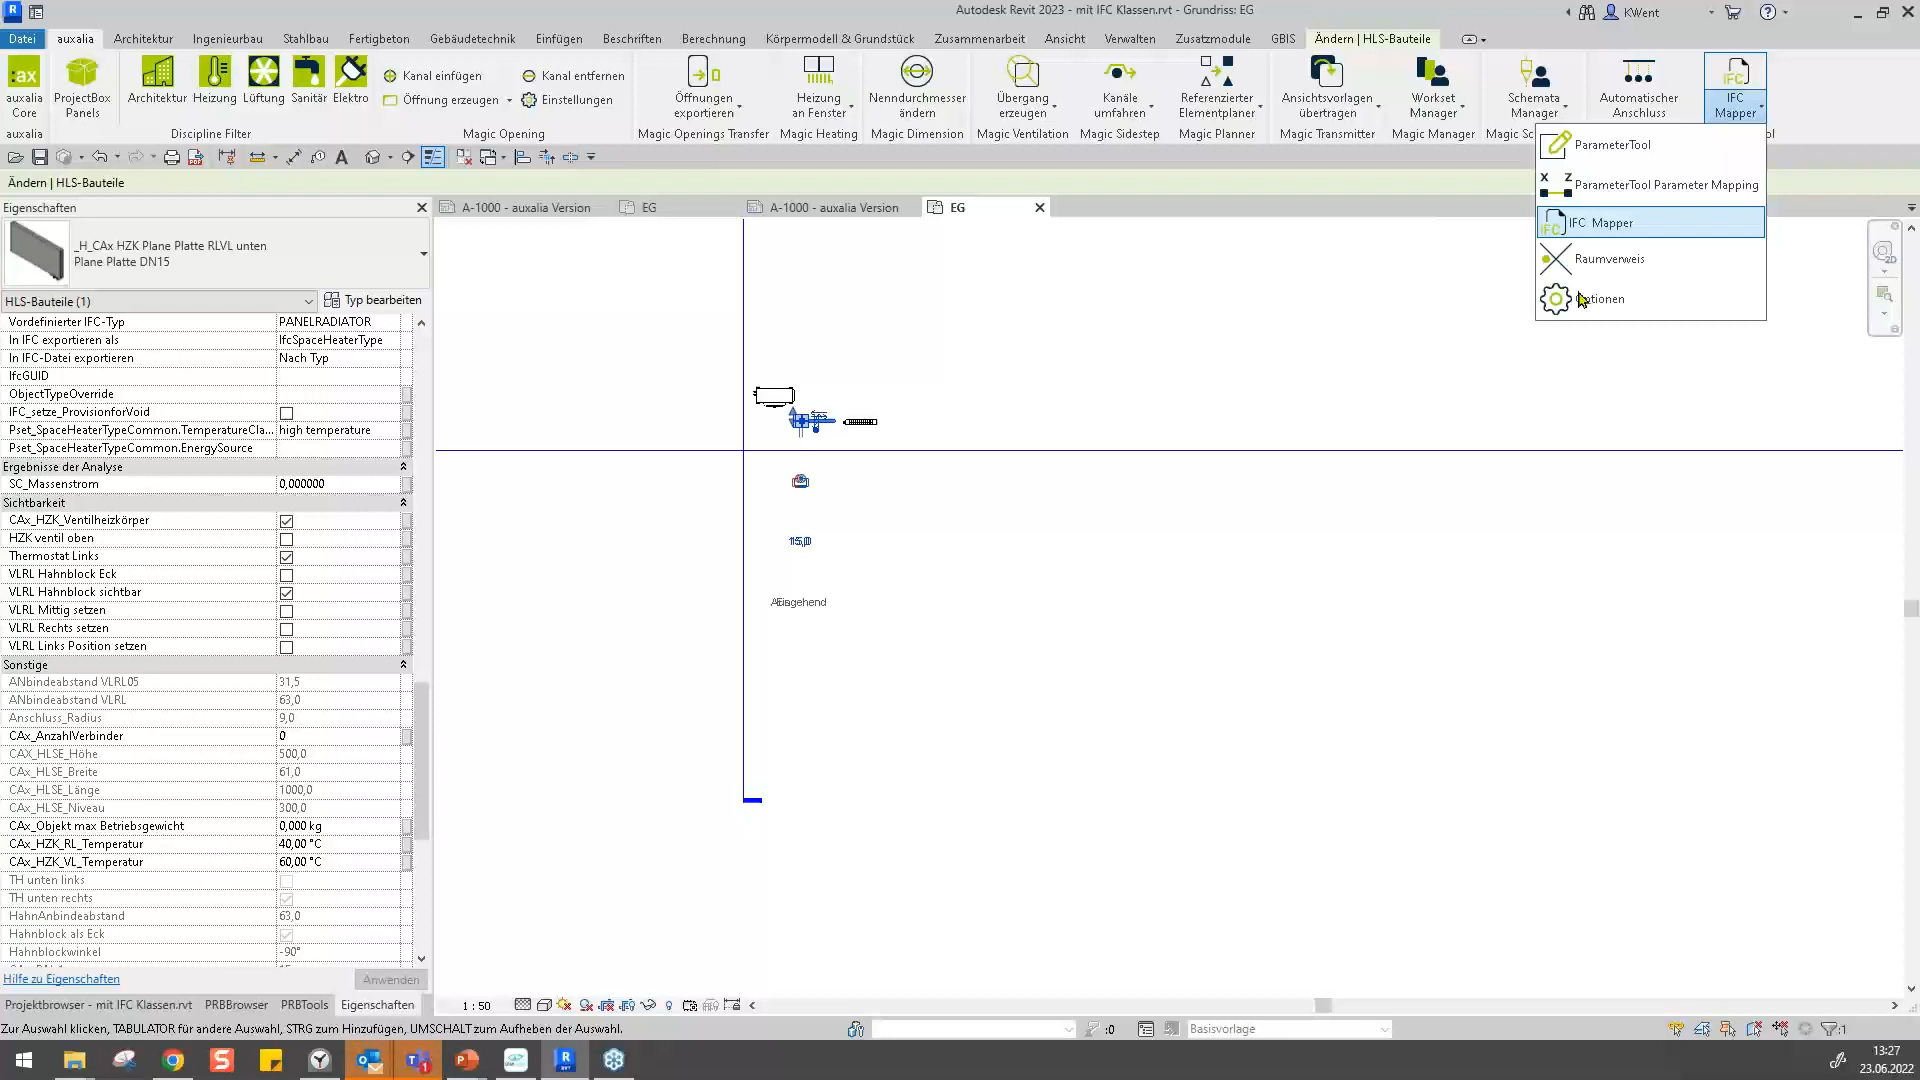 Autodesk Revit 2023 - mit IFC Klassen.rvt - Grundriss: EG
KWent
Datei auxalia Architektur Ingenieurbau Stahlbau Fertigbeton Gebäudetechnik Einfügen Beschriften Berechnung Körpermodell & Grundstück Zusammenarbeit Ansicht Verwalten Zusatzmodule GBIS Ändern | HLS-Bauteile
:ax
auxalia Core
ProjectBox Panels
Architektur Heizung Lüftung Sanitär Elektro
Kanal einfügen
Kanal entfernen
Öffnung erzeugen
Einstellungen
Öffnungen exportieren
Heizung an Fenster
Nenndurchmesser ändern
Übergang erzeugen
Kanäle umfahren
Referenzierter Elementplaner
Ansichtsvorlagen übertragen
Workset Manager
Schemata Manager
Automatischer Anschluss
IFC
IFC Mapper
auxalia Discipline Filter Magic Opening Magic Openings Transfer Magic Heating Magic Dimension Magic Ventilation Magic Sidestep Magic Planner Magic Transmitter Magic Manager Magic Sc
ParameterTool
X Z ParameterTool Parameter Mapping
IFC IFC Mapper
Raumverweis
tionen
Ändern | HLS-Bauteile
Eigenschaften
A-1000 - auxalia Version
EG
A-1000 - auxalia Version
EG
_H_CAx HZK Plane Platte RLVL unten
Plane Platte DN15
HLS-Bauteile (1)
Typ bearbeiten
Vordefinierter IFC-Typ PANELRADIATOR
In IFC exportieren als IfcSpaceHeaterType
In IFC-Datei exportieren Nach Typ
IfcGUID
ObjectTypeOverride
IFC_setze_ProvisionforVoid
Pset_SpaceHeaterTypeCommon.TemperatureCla... high temperature
Pset_SpaceHeaterTypeCommon.EnergySource
Ergebnisse der Analyse
SC_Massenstrom 0,000000
Sichtbarkeit
CAx_HZK_Ventilheizkörper
HZK ventil oben
Thermostat Links
VLRL Hahnblock Eck
VLRL Hahnblock sichtbar
VLRL Mittig setzen
VLRL Rechts setzen
VLRL Links Position setzen
Sonstige
ANbindeabstand VLRL05 31,5
ANbindeabstand VLRL 63,0
Anschluss_Radius 9,0
CAx_AnzahlVerbinder 0
CAX_HLSE_Höhe 500,0
CAx_HLSE_Breite 61,0
CAx_HLSE_Länge 1000,0
CAx_HLSE_Niveau 300,0
CAx_Objekt max Betriebsgewicht 0,000 kg
CAx_HZK_RL_Temperatur 40,00 °C
CAx_HZK_VL_Temperatur 60,00 °C
TH unten links
TH unten rechts
HahnAnbindeabstand 63,0
Hahnblock als Eck
Hahnblockwinkel -90°
15,0
2D
Hilfe zu Eigenschaften
Anwenden
Projektbrowser - mit IFC Klassen.rvt PRBBrowser PRBTools Eigenschaften
1 : 50
Zur Auswahl klicken, TABULATOR für andere Auswahl, STRG zum Hinzufügen, UMSCHALT zum Aufheben der Auswahl.
:0
Basisvorlage
:1
13:27
23.06.2022